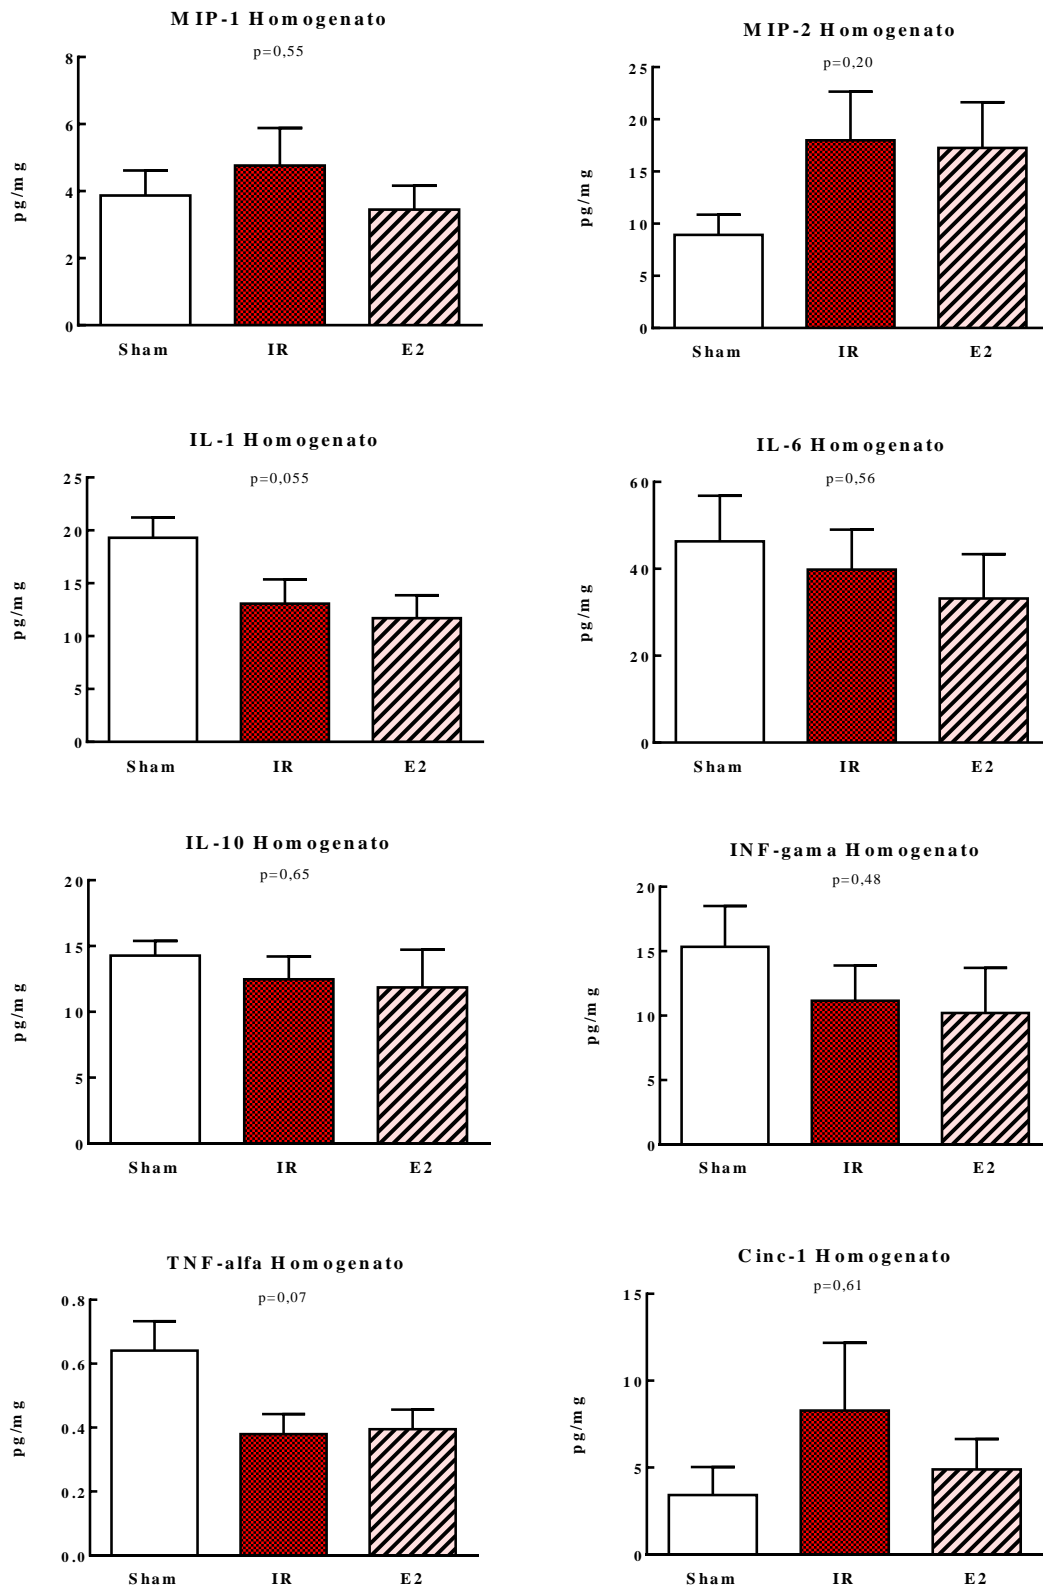 MIP-1 Homogenato
p=0,55
8
6
4
2
0
pg/mg
Sham IR E2
MIP-2 Homogenato
p=0,20
25
20
15
10
5
0
pg/mg
Sham IR E2
IL-1 Homogenato
p=0,055
25
20
15
10
5
0
pg/mg
Sham IR E2
IL-6 Homogenato
p=0,56
60
40
20
0
pg/mg
Sham IR E2
IL-10 Homogenato
p=0,65
20
15
10
5
0
pg/mg
Sham IR E2
INF-gama Homogenato
p=0,48
20
15
10
5
0
pg/mg
Sham IR E2
TNF-alfa Homogenato
p=0,07
0.8
0.6
0.4
0.2
0.0
pg/mg
Sham IR E2
Cinc-1 Homogenato
p=0,61
15
10
5
0
pg/mg
Sham IR E2